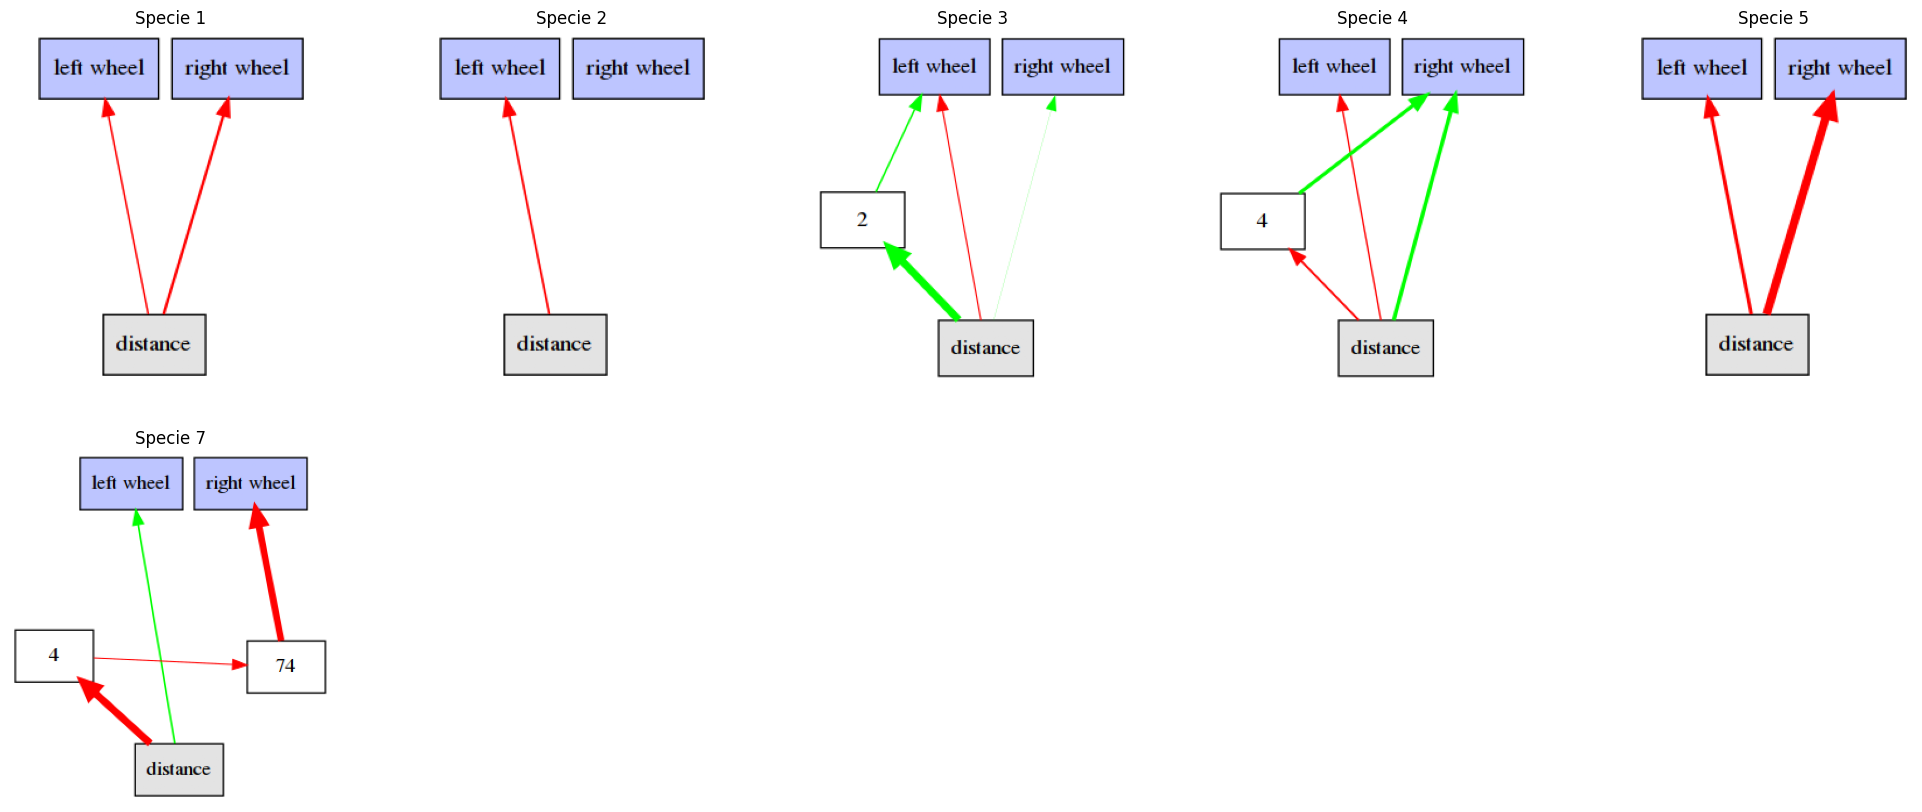 Specie 1
left wheel
right wheel
distance
Specie 2
left wheel
right wheel
distance
Specie 3
left wheel
right wheel
2
distance
Specie 4
left wheel
right wheel
4
distance
Specie 5
left wheel
right wheel
distance
Specie 7
left wheel
right wheel
4
74
distance